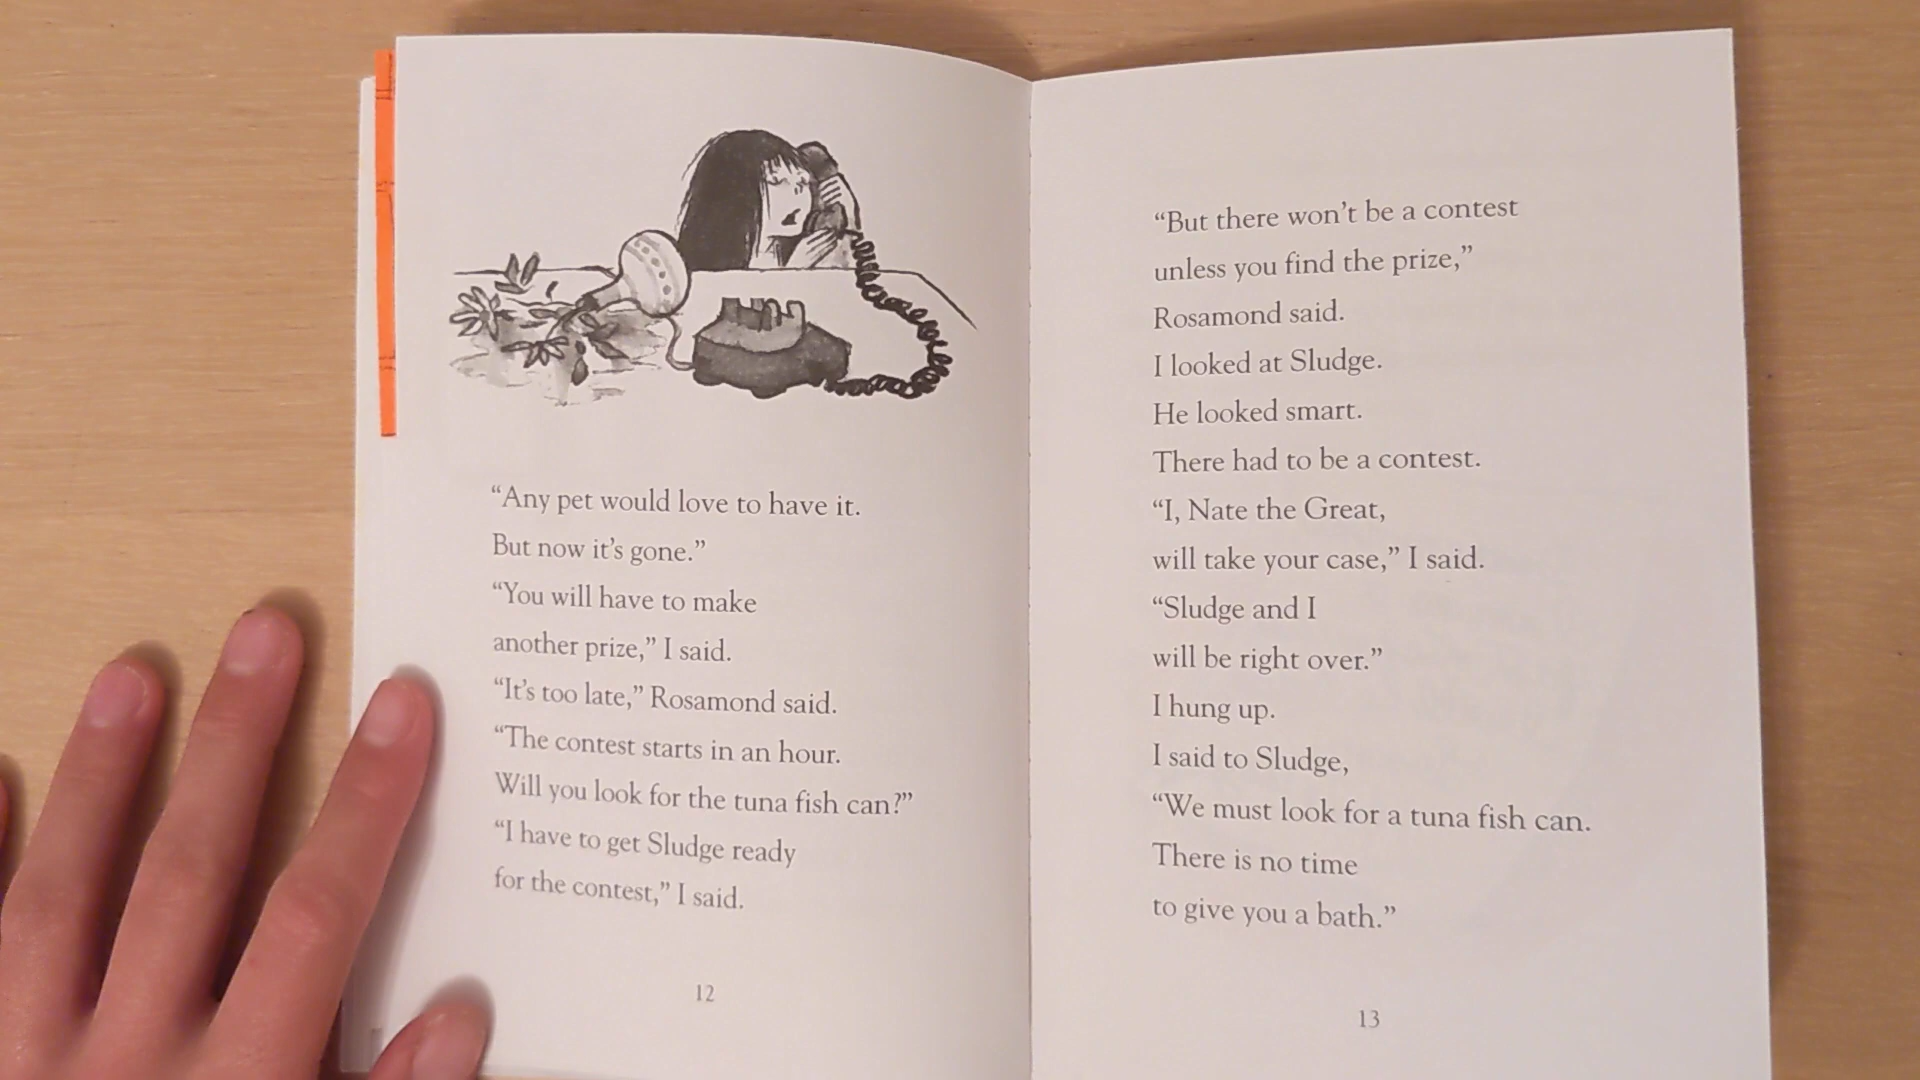 “Any pet would love to have it.
But now it’s gone.”
“You will have to make
another prize,” I said.
“It’s too late,” Rosamond said.
“The contest starts in an hour.
Will you look for the tuna fish can?”
“I have to get Sludge ready
for the contest,” I said.
12
“But there won’t be a contest
unless you find the prize,”
Rosamond said.
I looked at Sludge.
He looked smart.
There had to be a contest.
“I, Nate the Great,
will take your case,” I said.
“Sludge and I
will be right over.”
I hung up.
I said to Sludge,
“We must look for a tuna fish can.
There is no time
to give you a bath.”
13